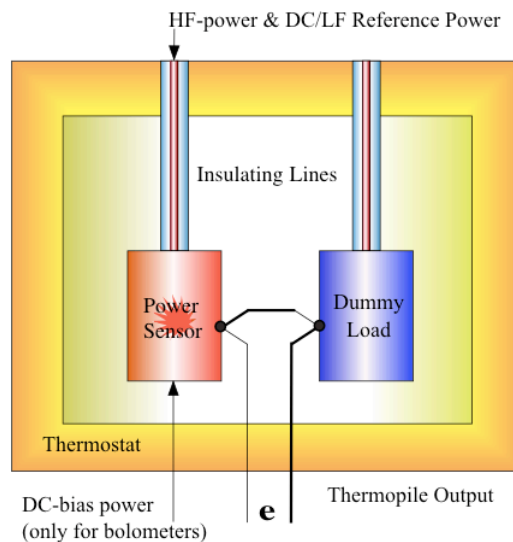 HF-power & DC/LF Reference Power
Insulating Lines
Power
Sensor
Dummy
Load
Thermostat
DC-bias power
(only for bolometers)
e
Thermopile Output